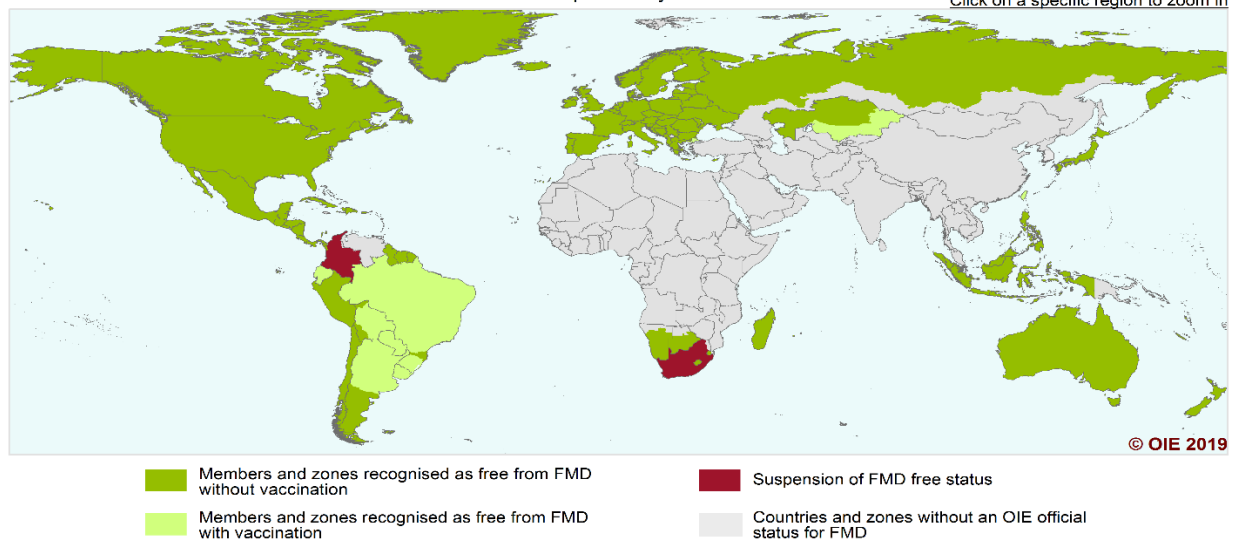 Click on a specific region to zoom in
© OIE 2019
Members and zones recognised as free from FMD
without vaccination
Members and zones recognised as free from FMD
with vaccination
Suspension of FMD free status
Countries and zones without an OIE official
status for FMD